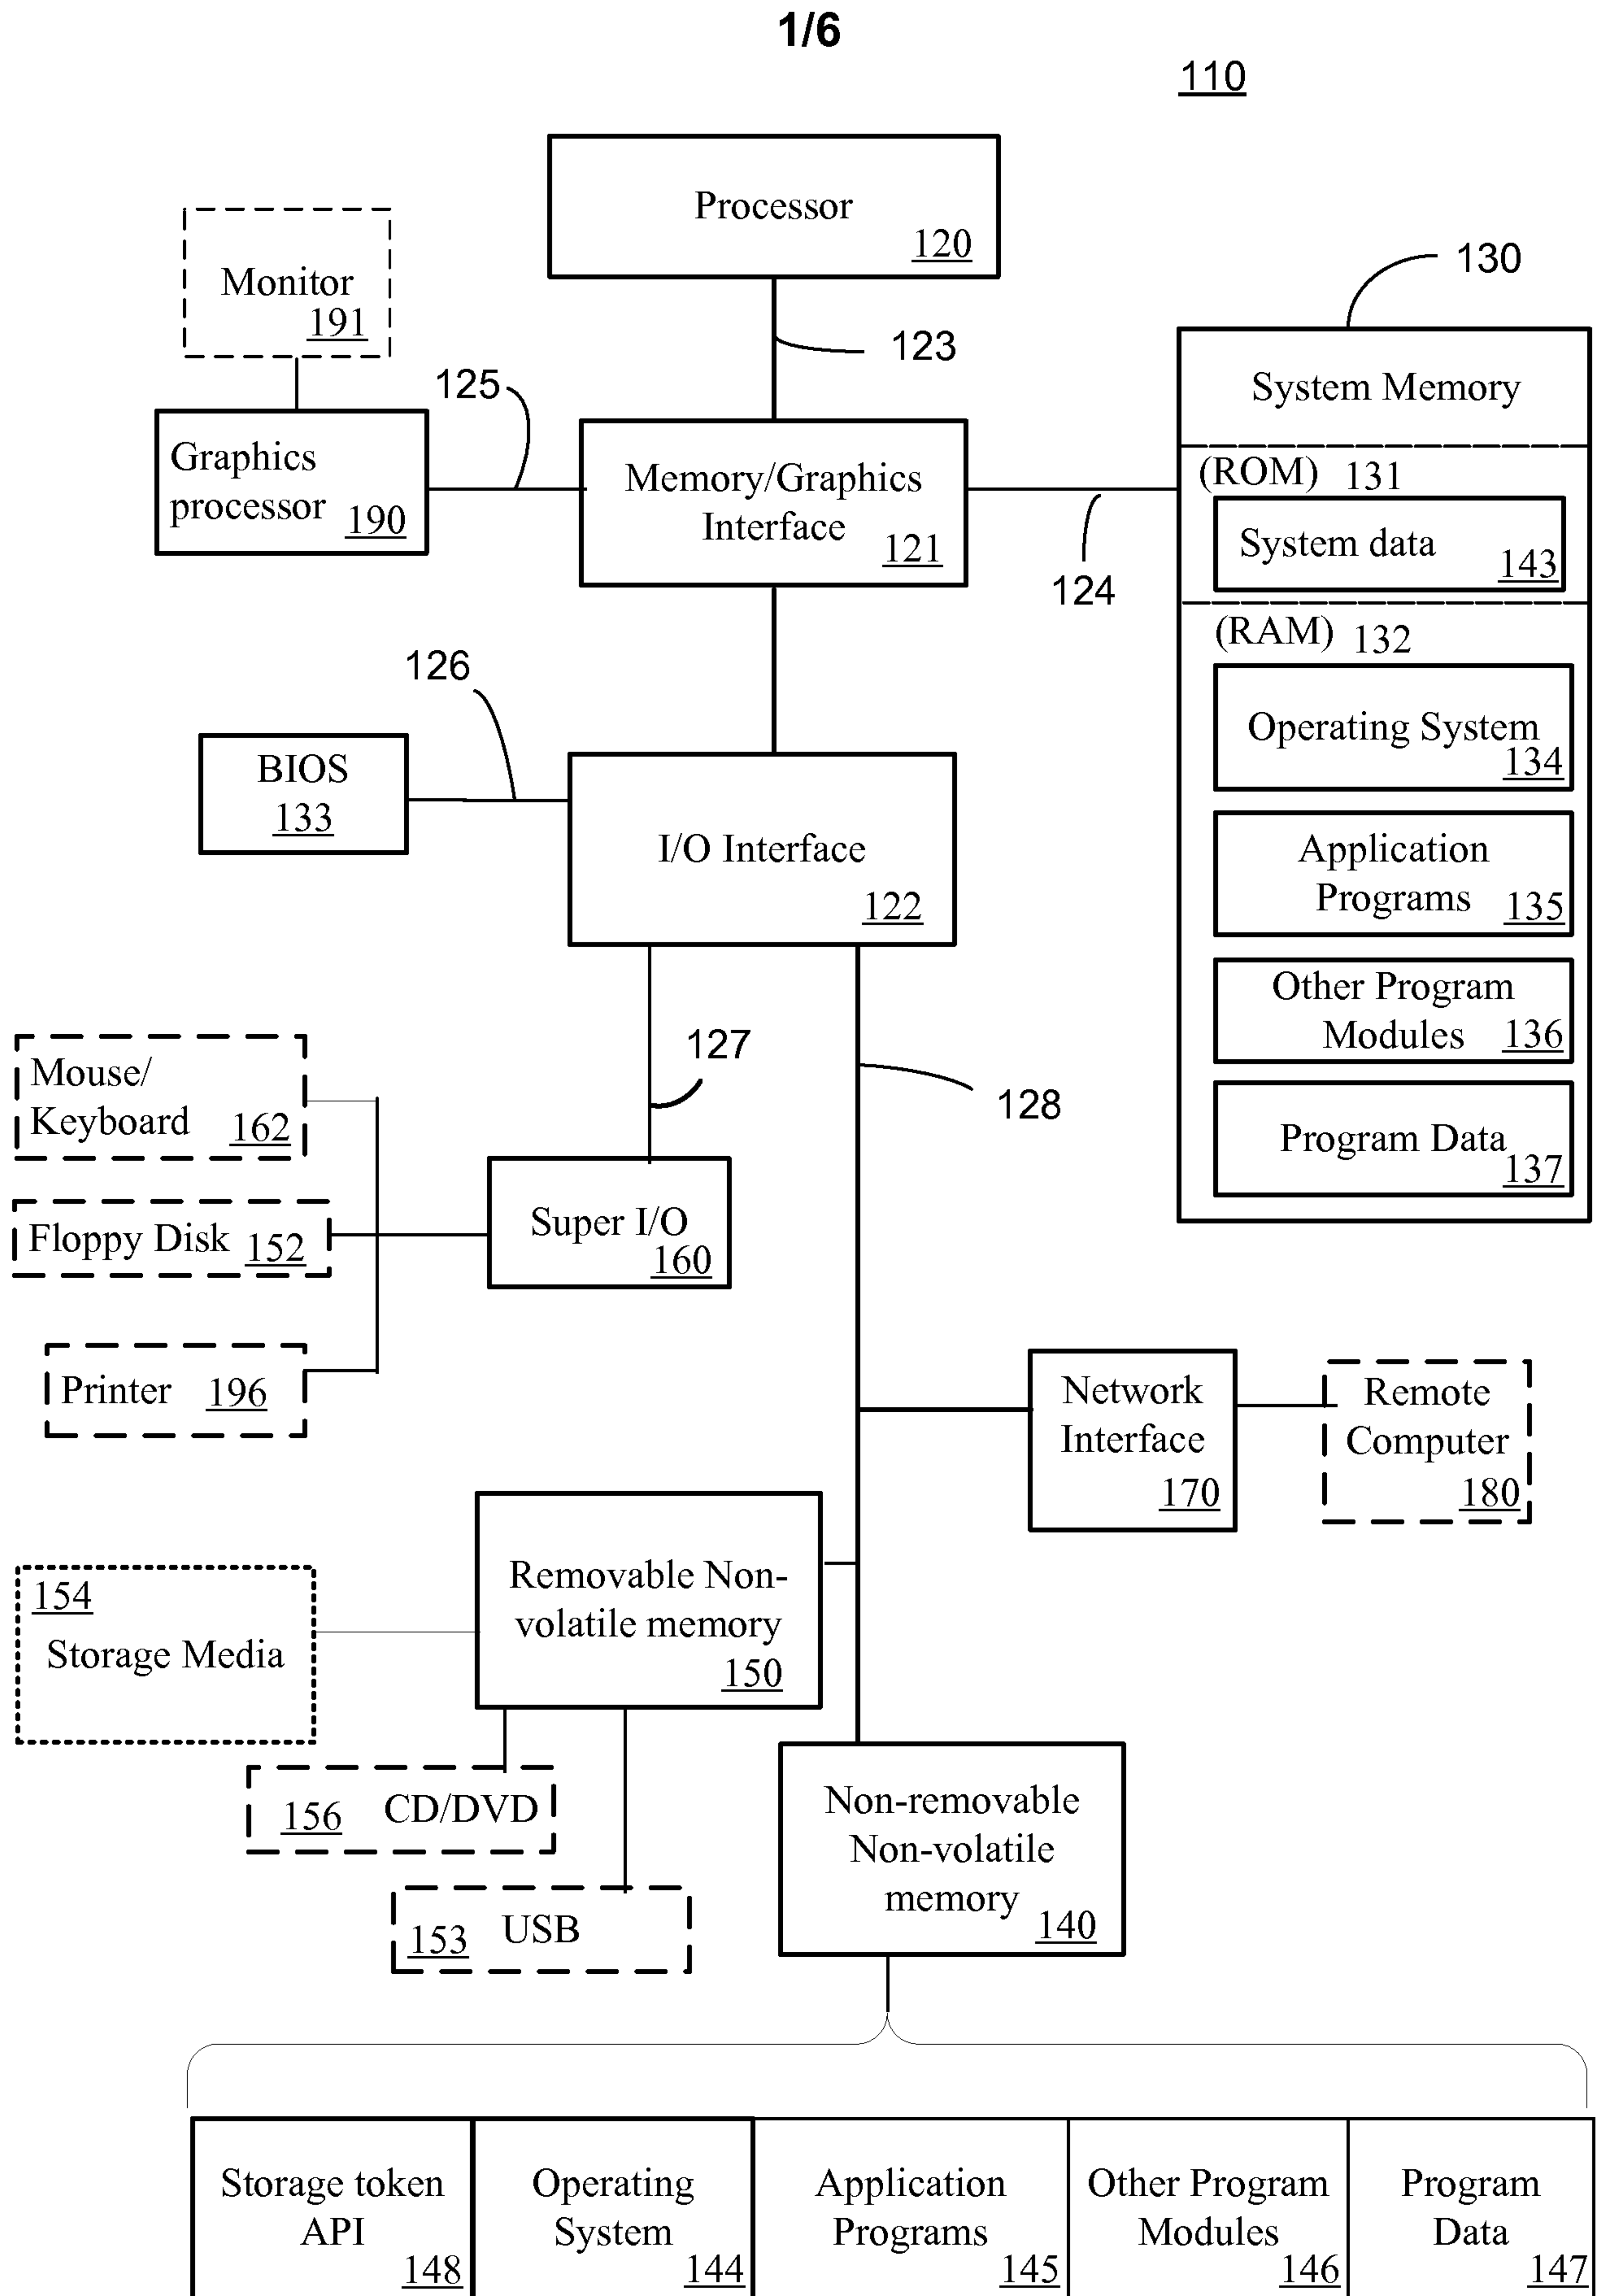 1/6
110
Processor
120
Monitor
191
130
123
125
System Memory
Graphics
processor
190
Memory/Graphics
Interface
121
124
(ROM) 131
System data
143
(RAM) 132
Operating System
134
Application
Programs 135
Other Program
Modules 136
Program Data
137
126
BIOS
133
I/O Interface
122
127
128
Mouse/
Keyboard 162
Floppy Disk 152
Printer 196
Super I/O
160
Network
Interface
170
Remote
Computer
180
Removable Non-
volatile memory
150
154
Storage Media
156 CD/DVD
153 USB
Non-removable
Non-volatile
memory
140
Storage token
API
148
Operating
System
144
Application
Programs
145
Other Program
Modules
146
Program
Data
147